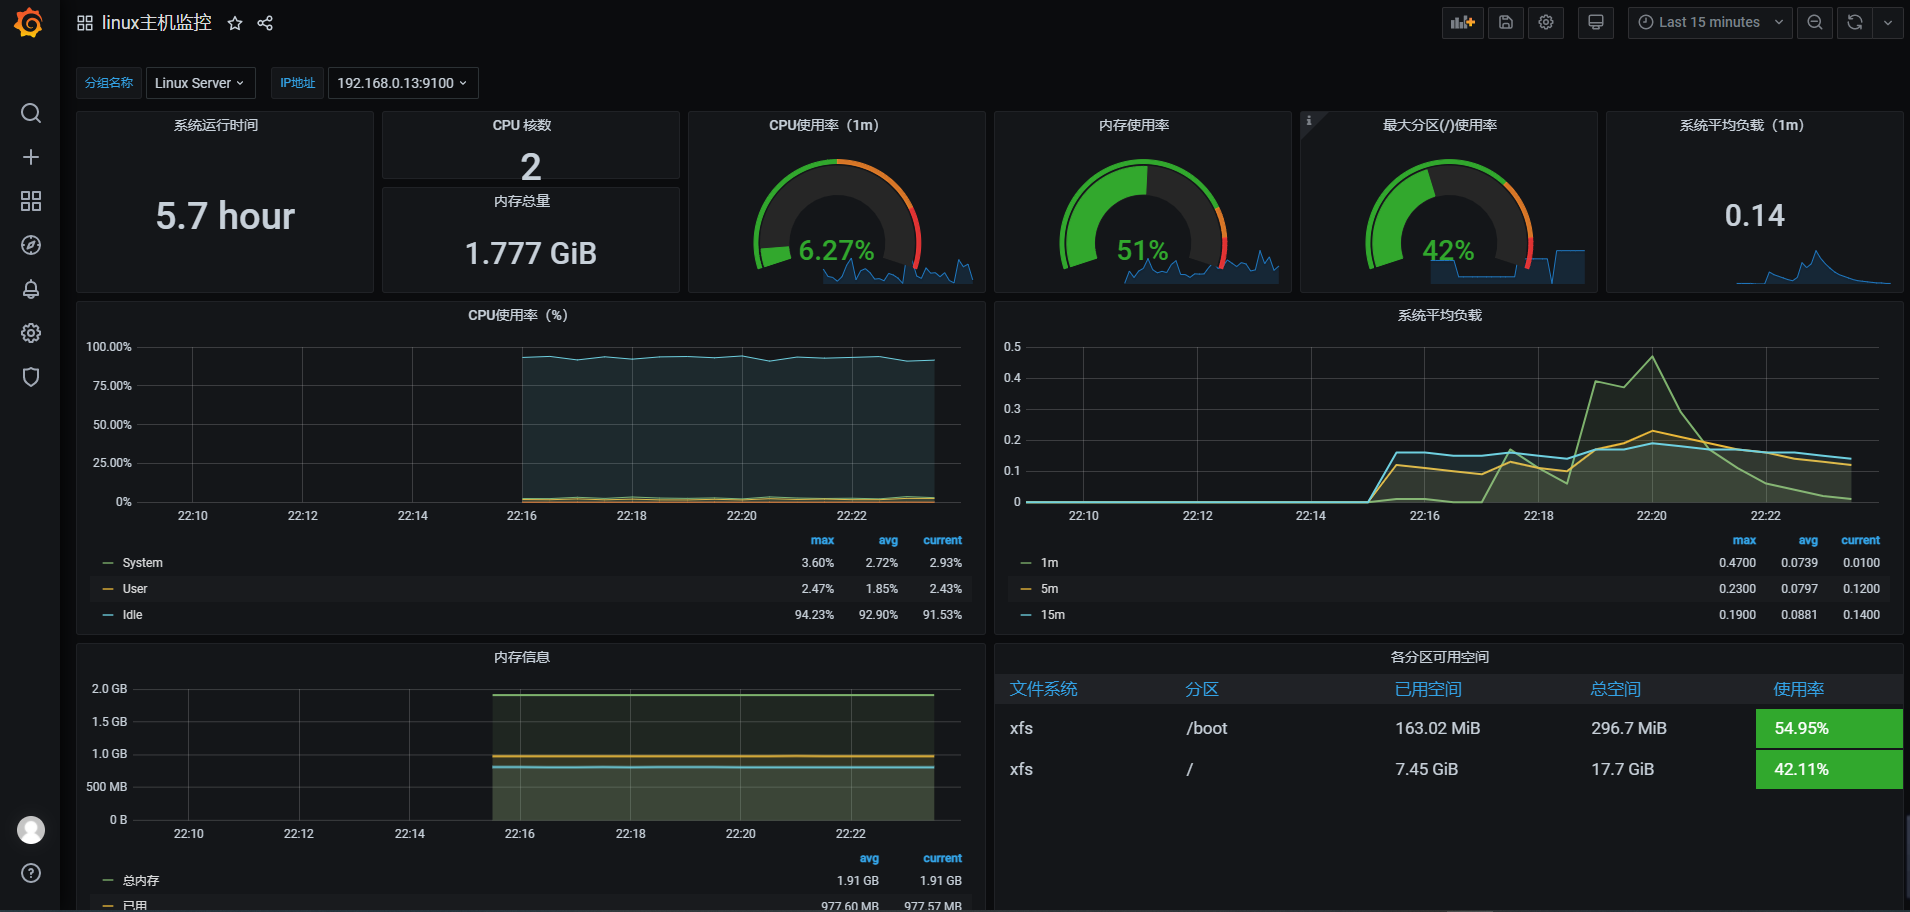 linux主机监控
Last 15 minutes
分组名称 Linux Server IP地址 192.168.0.13:9100
系统运行时间
5.7 hour
CPU 核数
2
内存总量
1.777 GiB
CPU使用率（1m）
6.27%
内存使用率
51%
最大分区(/)使用率
42%
系统平均负载（1m）
0.14
CPU使用率（%）
100.00%
75.00%
50.00%
25.00%
0%
22:10 22:12 22:14 22:16 22:18 22:20 22:22
max avg current
System 3.60% 2.72% 2.93%
User 2.47% 1.85% 2.43%
Idle 94.23% 92.90% 91.53%
系统平均负载
0.5
0.4
0.3
0.2
0.1
0
22:10 22:12 22:14 22:16 22:18 22:20 22:22
max avg current
1m 0.4700 0.0739 0.0100
5m 0.2300 0.0797 0.1200
15m 0.1900 0.0881 0.1400
内存信息
2.0 GB
1.5 GB
1.0 GB
500 MB
0 B
22:10 22:12 22:14 22:16 22:18 22:20 22:22
avg current
总内存 1.91 GB 1.91 GB
已用 977.60 MB 977.57 MB
各分区可用空间
文件系统 分区 已用空间 总空间 使用率
xfs /boot 163.02 MiB 296.7 MiB 54.95%
xfs / 7.45 GiB 17.7 GiB 42.11%